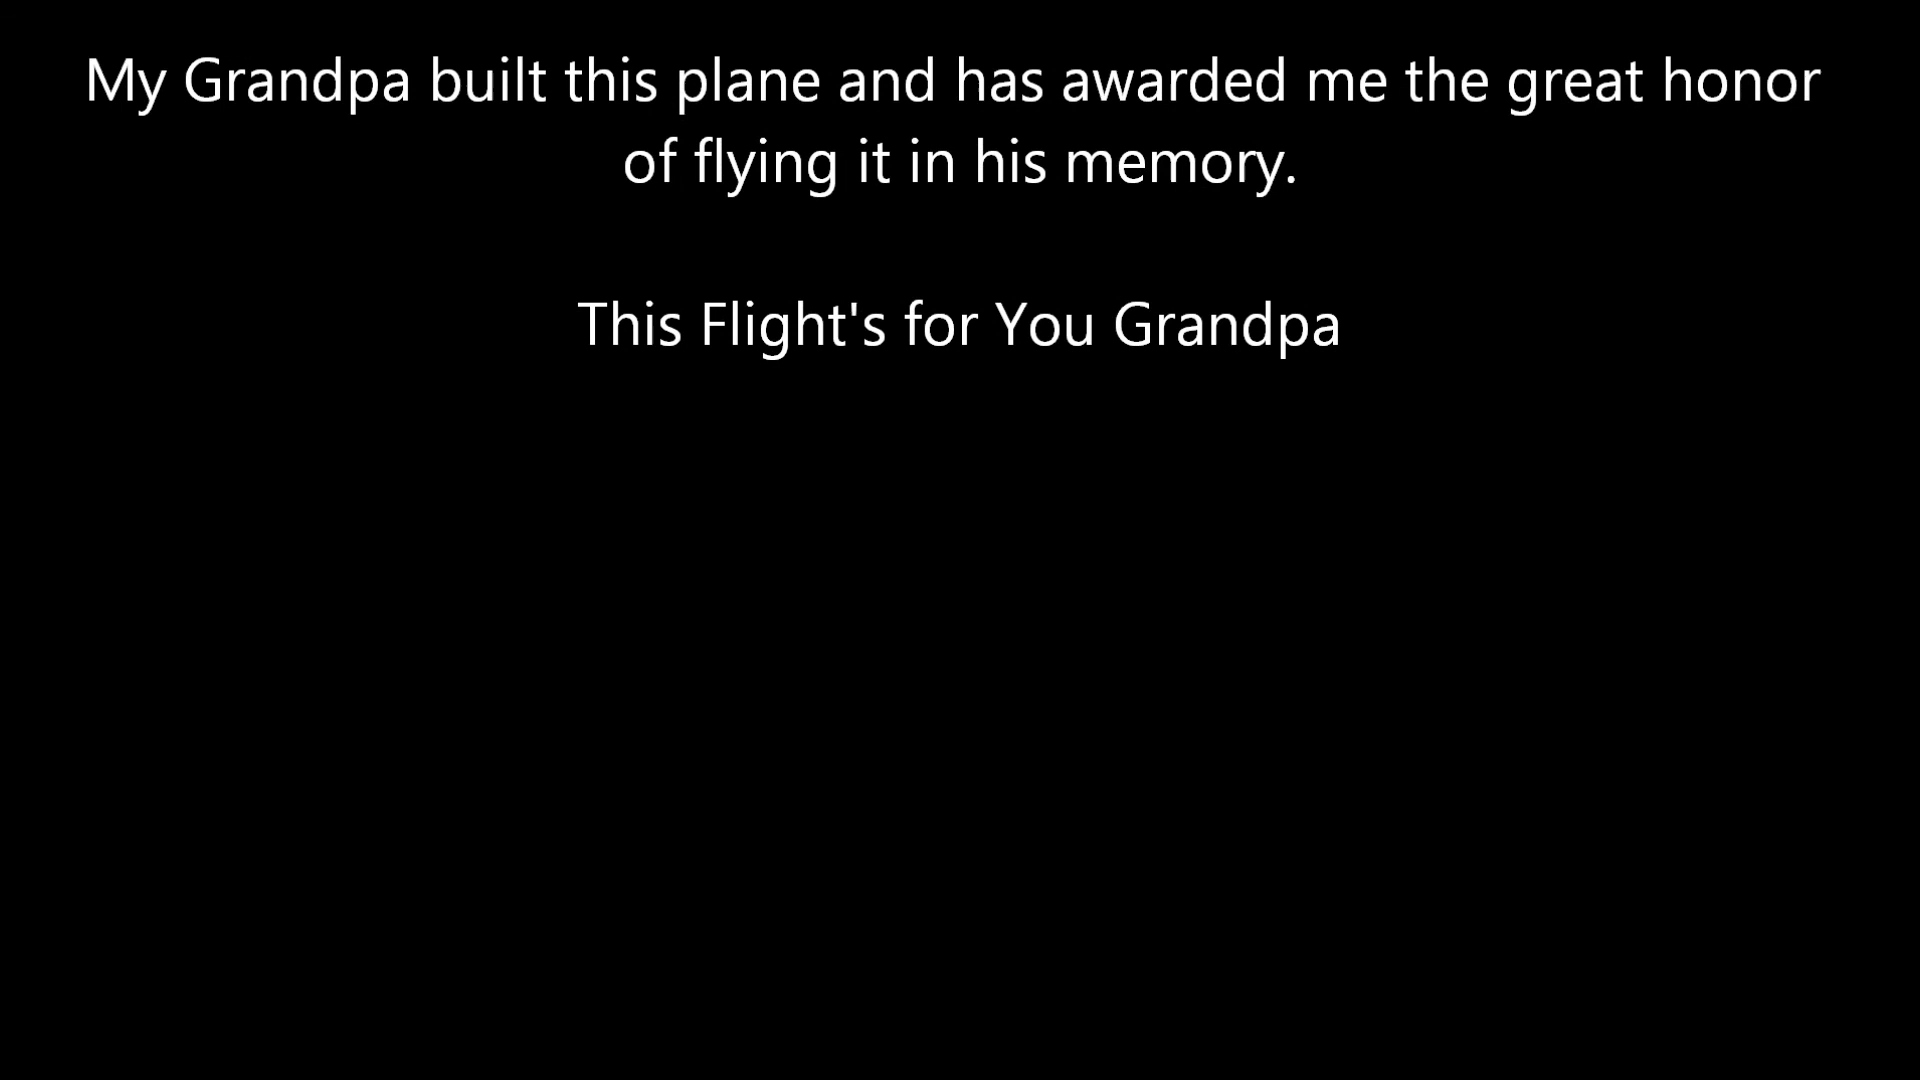 My Grandpa built this plane and has awarded me the great honor
of flying it in his memory.
This Flight's for You Grandpa